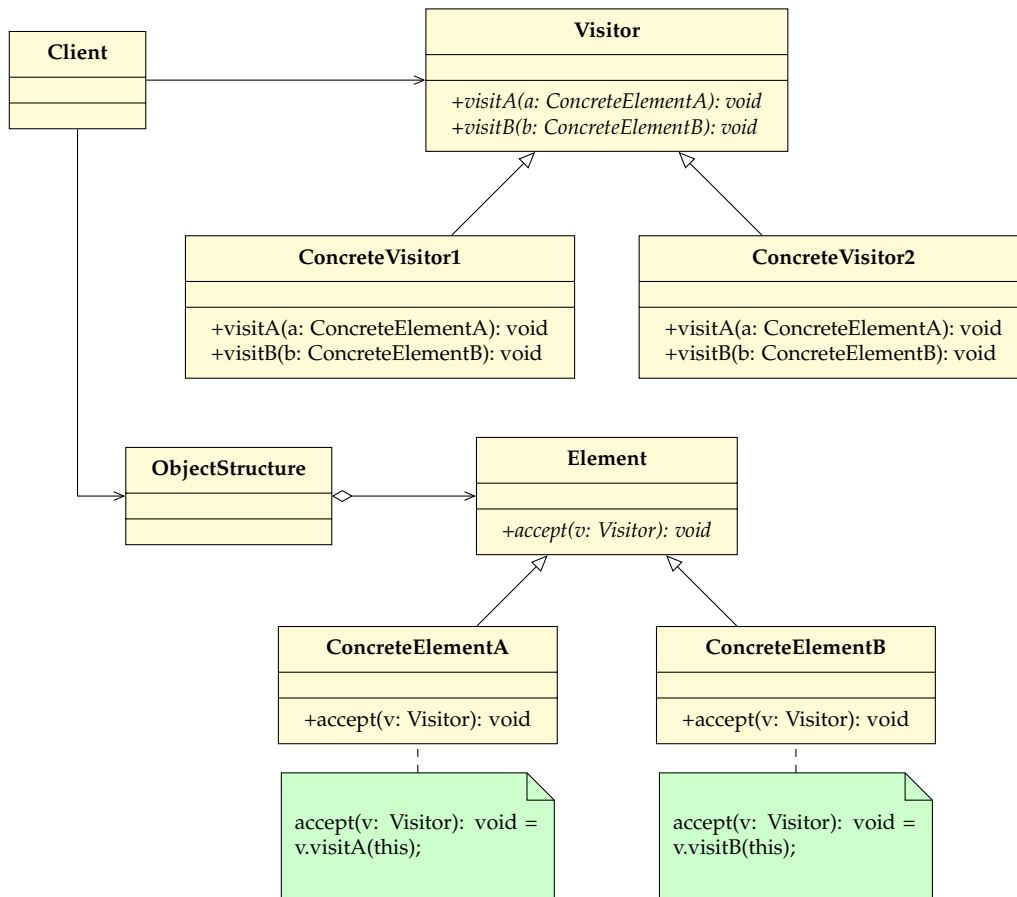 Client
Visitor
+visitA(a: ConcreteElementA): void
+visitB(b: ConcreteElementB): void
ConcreteVisitor1
+visitA(a: ConcreteElementA): void
+visitB(b: ConcreteElementB): void
ConcreteVisitor2
+visitA(a: ConcreteElementA): void
+visitB(b: ConcreteElementB): void
ObjectStructure
Element
+accept(v: Visitor): void
ConcreteElementA
+accept(v: Visitor): void
ConcreteElementB
+accept(v: Visitor): void
accept(v: Visitor): void =
v.visitA(this);
accept(v: Visitor): void =
v.visitB(this);